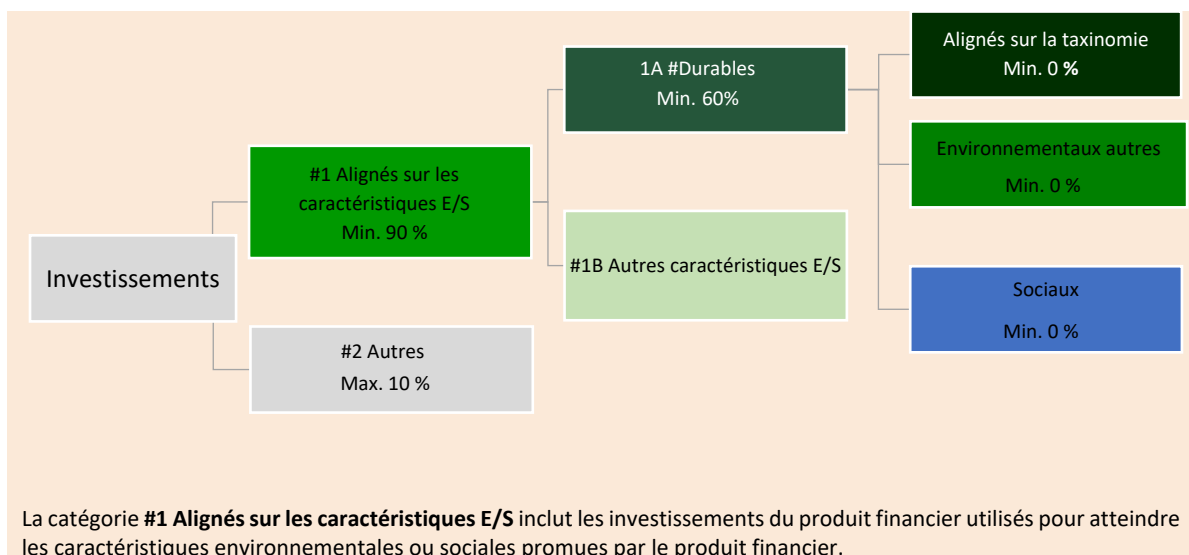 Investissements
#1 Alignés sur les
caractéristiques E/S
Min. 90 %
#2 Autres
Max. 10 %
1A #Durables
Min. 60%
#1B Autres caractéristiques E/S
Alignés sur la taxinomie
Min. 0 %
Environnementaux autres
Min. 0 %
Sociaux
Min. 0 %
La catégorie #1 Alignés sur les caractéristiques E/S inclut les investissements du produit financier utilisés pour atteindre
les caractéristiques environnementales ou sociales promues par le produit financier.